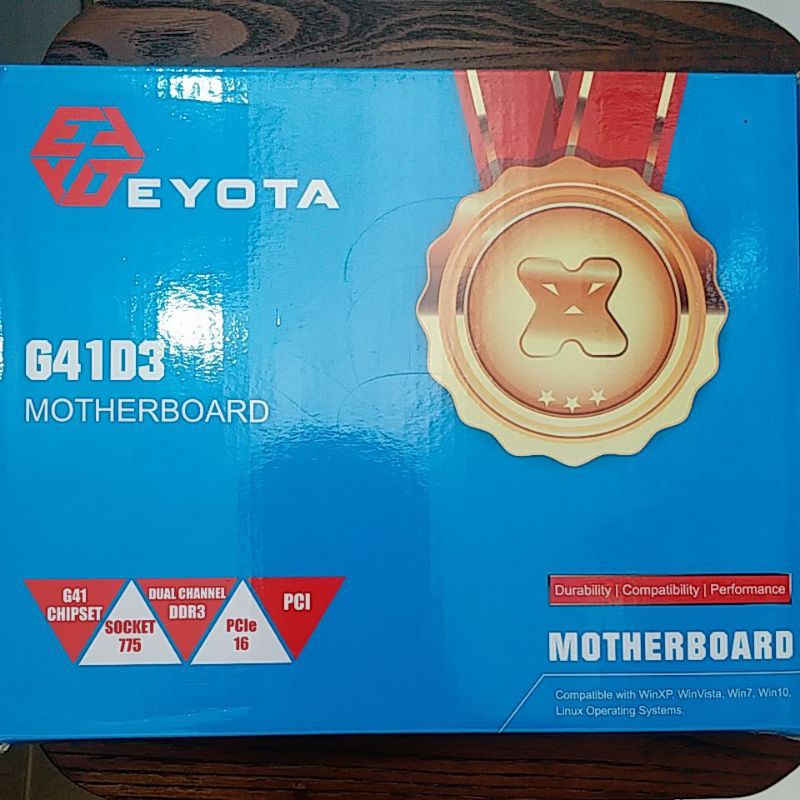 EYOTA
G41D3
MOTHERBOARD
G41
CHIPSET
SOCKET
775
DUAL CHANNEL
DDR3
PCIe
16
PCI
Durability | Compatibility | Performance
MOTHERBOARD
Compatible with WinXP, WinVista, Win7, Win10,
Linux Operating Systems.